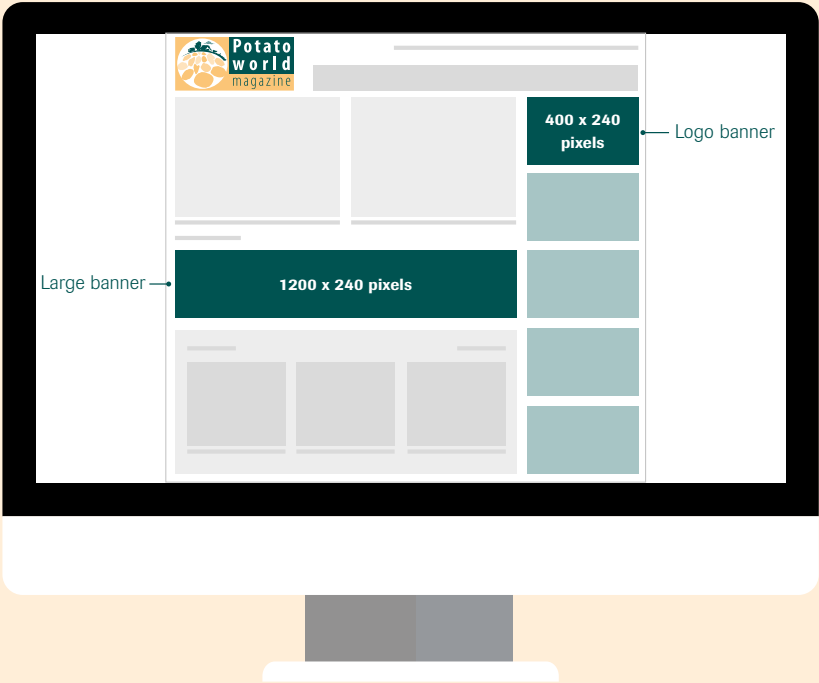 Potato
world
magazine
400 x 240
pixels
Logo banner
Large banner
1200 x 240 pixels